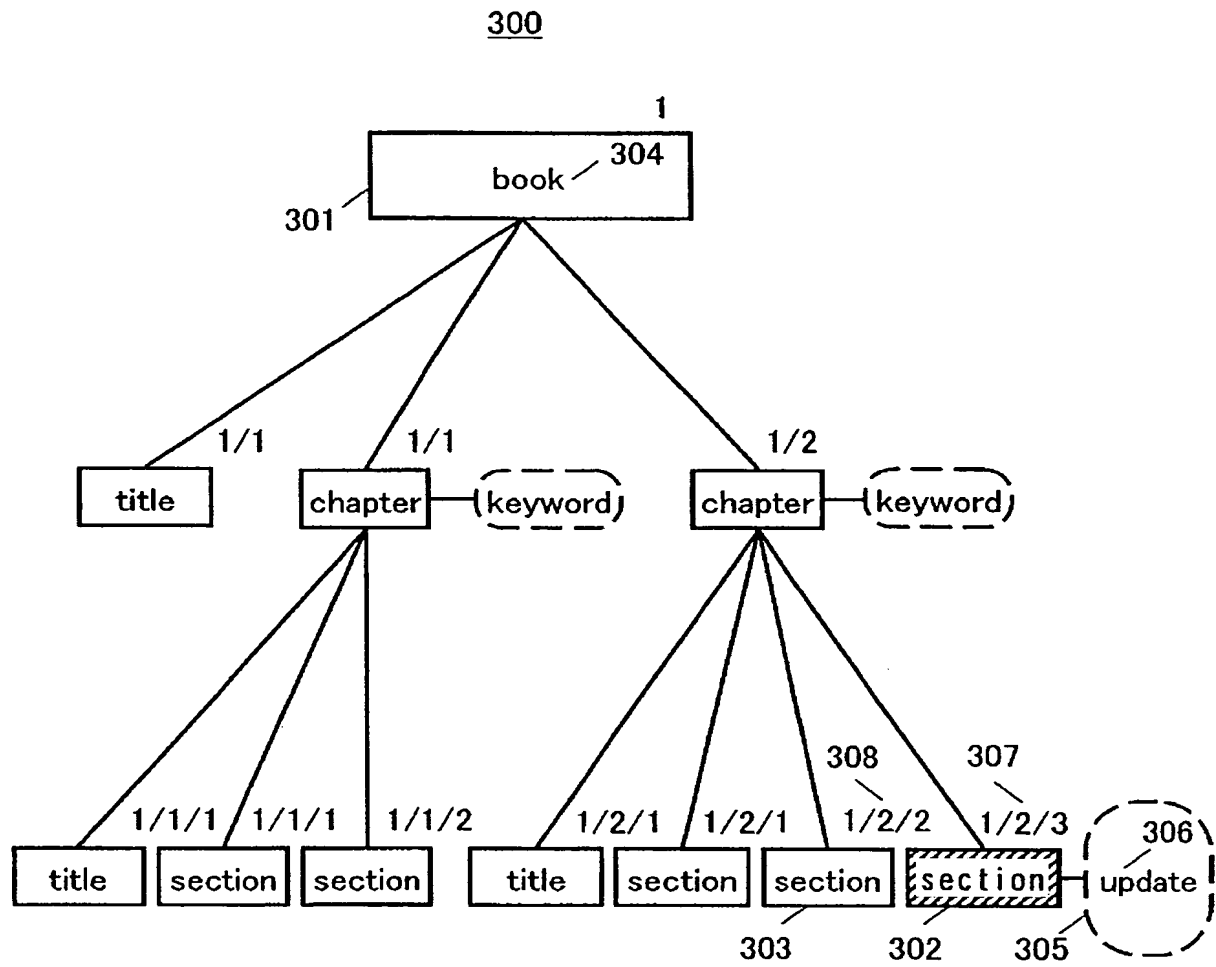 300
1
304
book
301
1/1 1/1 1/2
title chapter keyword chapter keyword
308 307
1/1/1 1/1/1 1/1/2 1/2/1 1/2/1 1/2/2 1/2/3
306
title section section title section section section update
303 302 305